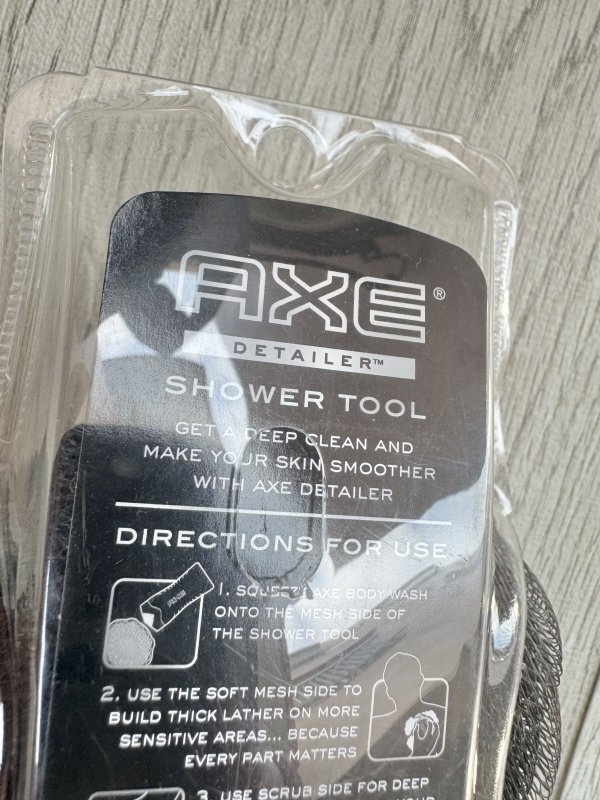 AXE®
DETAILER™
SHOWER TOOL
GET A DEEP CLEAN AND
MAKE YOUR SKIN SMOOTHER
WITH AXE DETAILER
DIRECTIONS FOR USE
1. SQUEEZE AXE BODY WASH
ONTO THE MESH SIDE OF
THE SHOWER TOOL
AXE
2. USE THE SOFT MESH SIDE TO
BUILD THICK LATHER ON MORE
SENSITIVE AREAS... BECAUSE
EVERY PART MATTERS
3. USE SCRUB SIDE FOR DEEP
YOUR